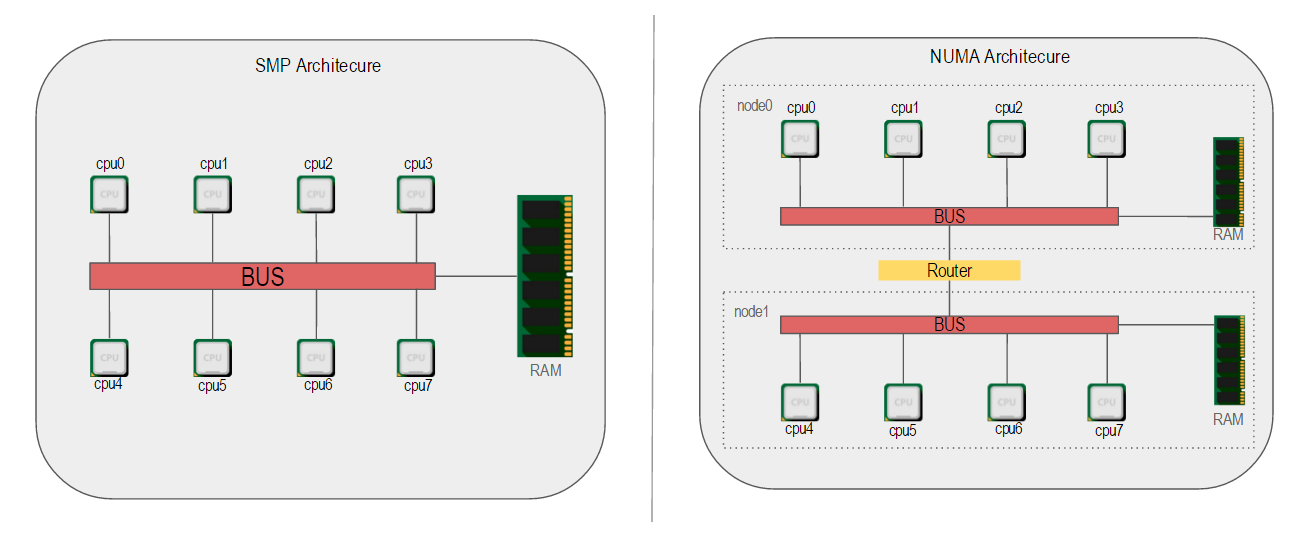 SMP Architecure
cpu0 cpu1 cpu2 cpu3
CPU CPU CPU CPU
BUS
CPU CPU CPU CPU
cpu4 cpu5 cpu6 cpu7
RAM
NUMA Architecure
node0 cpu0 cpu1 cpu2 cpu3
CPU CPU CPU CPU
BUS
RAM
Router
node1
BUS
CPU CPU CPU CPU
cpu4 cpu5 cpu6 cpu7
RAM